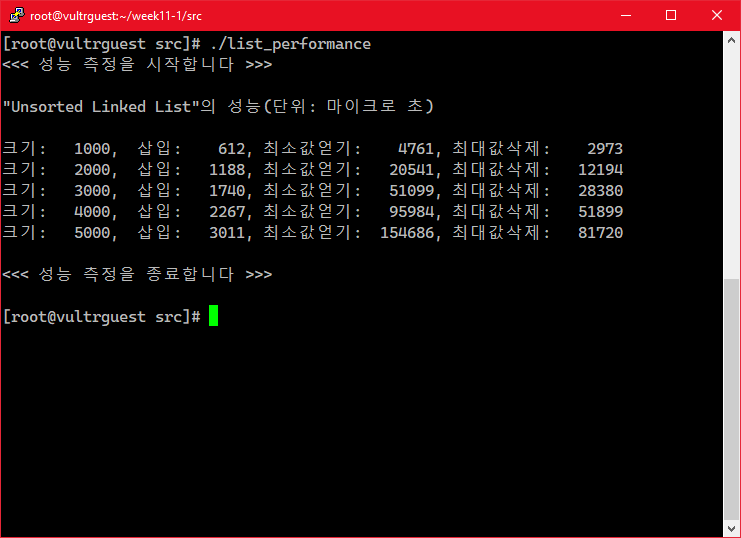 root@vultrguest:~/week11-1/src
[root@vultrguest src]# ./list_performance
<<< 성능 측정을 시작합니다 >>>
"Unsorted Linked List"의 성능(단위: 마이크로 초)
크기:   1000,  삽입:    612, 최소값얻기:    4761, 최대값삭제:    2973
크기:   2000,  삽입:   1188, 최소값얻기:   20541, 최대값삭제:   12194
크기:   3000,  삽입:   1740, 최소값얻기:   51099, 최대값삭제:   28380
크기:   4000,  삽입:   2267, 최소값얻기:   95984, 최대값삭제:   51899
크기:   5000,  삽입:   3011, 최소값얻기:  154686, 최대값삭제:   81720
<<< 성능 측정을 종료합니다 >>>
[root@vultrguest src]#